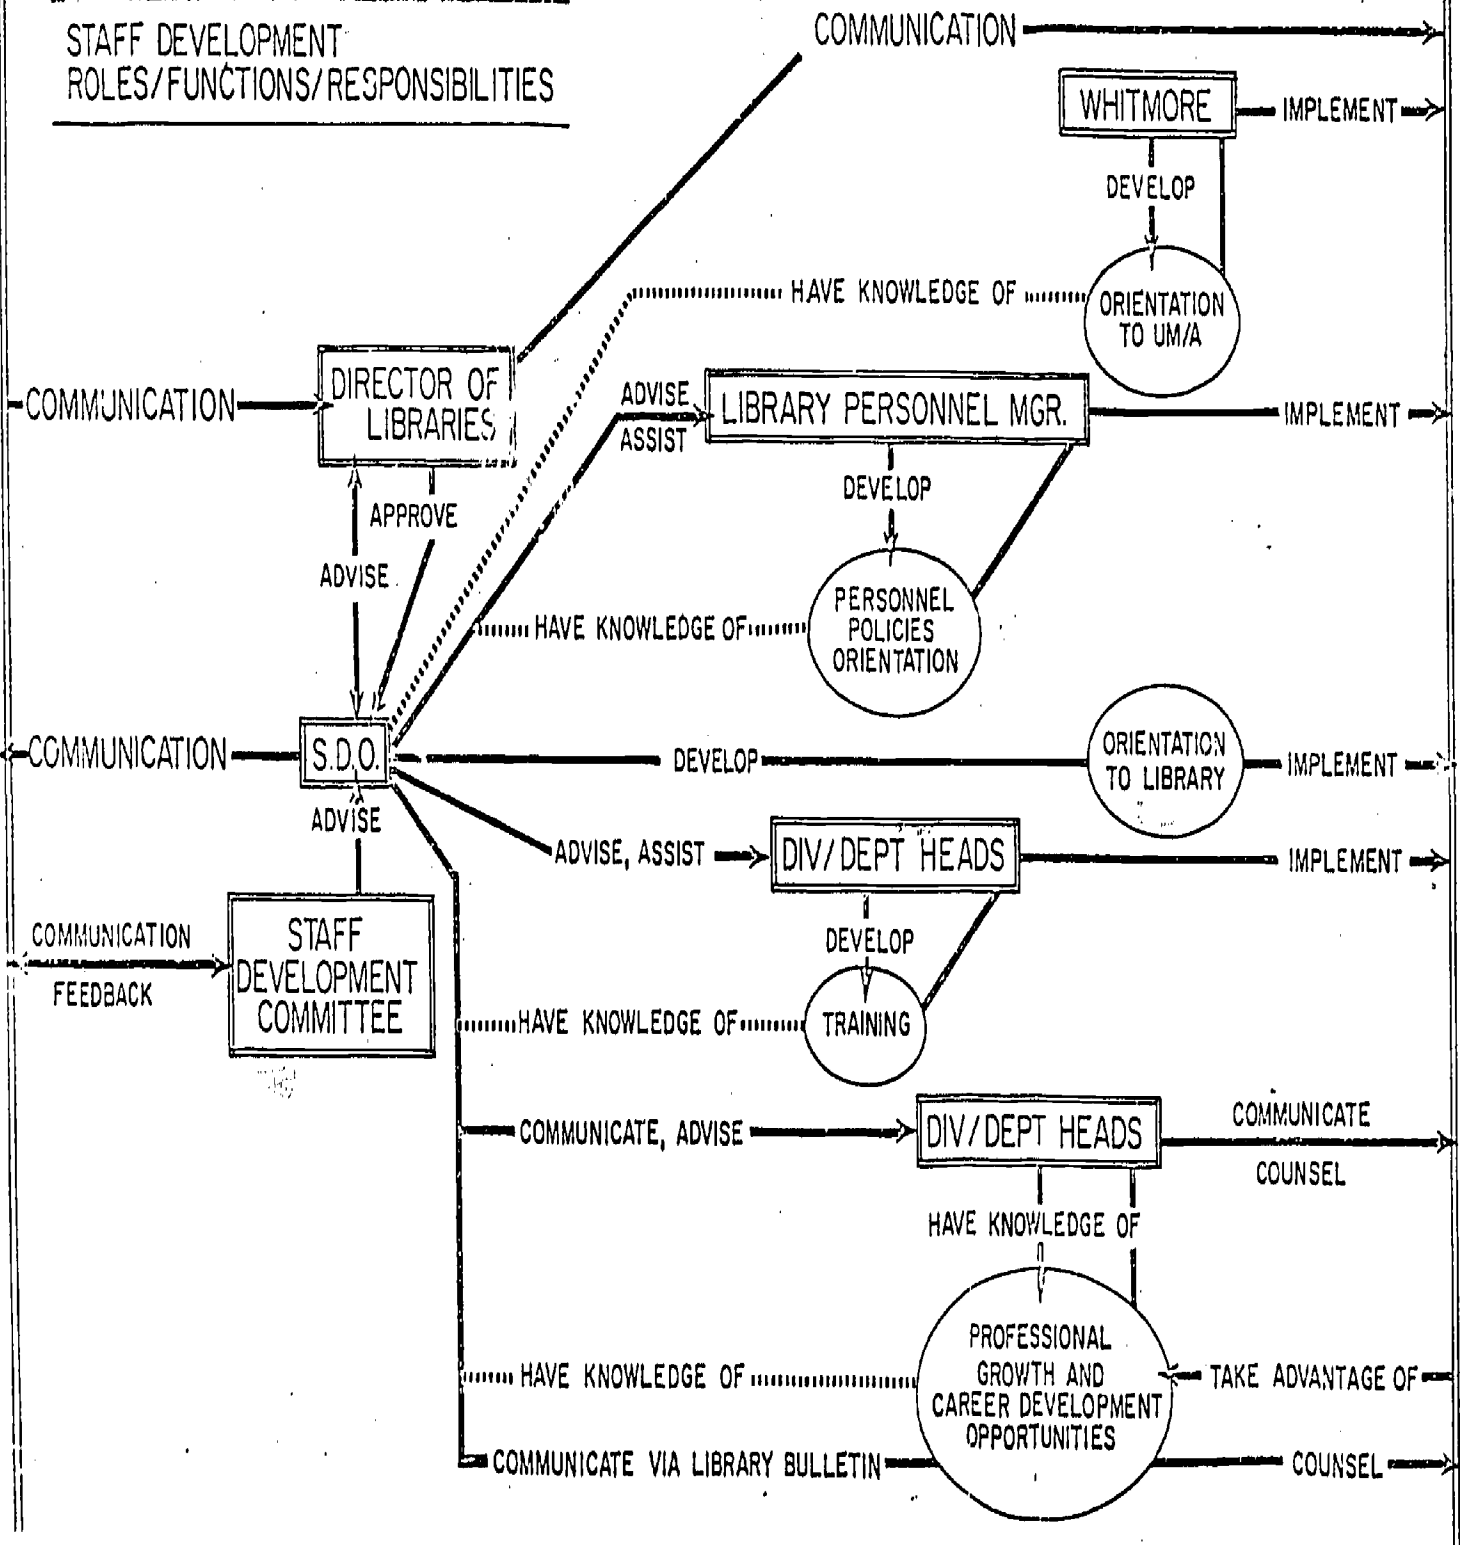 STAFF DEVELOPMENT
ROLES/FUNCTIONS/RESPONSIBILITIES
COMMUNICATION
WHITMORE
IMPLEMENT
DEVELOP
HAVE KNOWLEDGE OF
ORIENTATION
TO UM/A
COMMUNICATION
DIRECTOR OF
LIBRARIES
ADVISE
ASSIST
LIBRARY PERSONNEL MGR.
IMPLEMENT
APPROVE
ADVISE
DEVELOP
HAVE KNOWLEDGE OF
PERSONNEL
POLICIES
ORIENTATION
COMMUNICATION
S.D.O.
DEVELOP
ORIENTATION
TO LIBRARY
IMPLEMENT
ADVISE
ADVISE, ASSIST
DIV/DEPT HEADS
IMPLEMENT
COMMUNICATION
FEEDBACK
STAFF
DEVELOPMENT
COMMITTEE
DEVELOP
HAVE KNOWLEDGE OF
TRAINING
COMMUNICATE, ADVISE
DIV/DEPT HEADS
COMMUNICATE
COUNSEL
HAVE KNOWLEDGE OF
HAVE KNOWLEDGE OF
PROFESSIONAL
GROWTH AND
CAREER DEVELOPMENT
OPPORTUNITIES
TAKE ADVANTAGE OF
COMMUNICATE VIA LIBRARY BULLETIN
COUNSEL